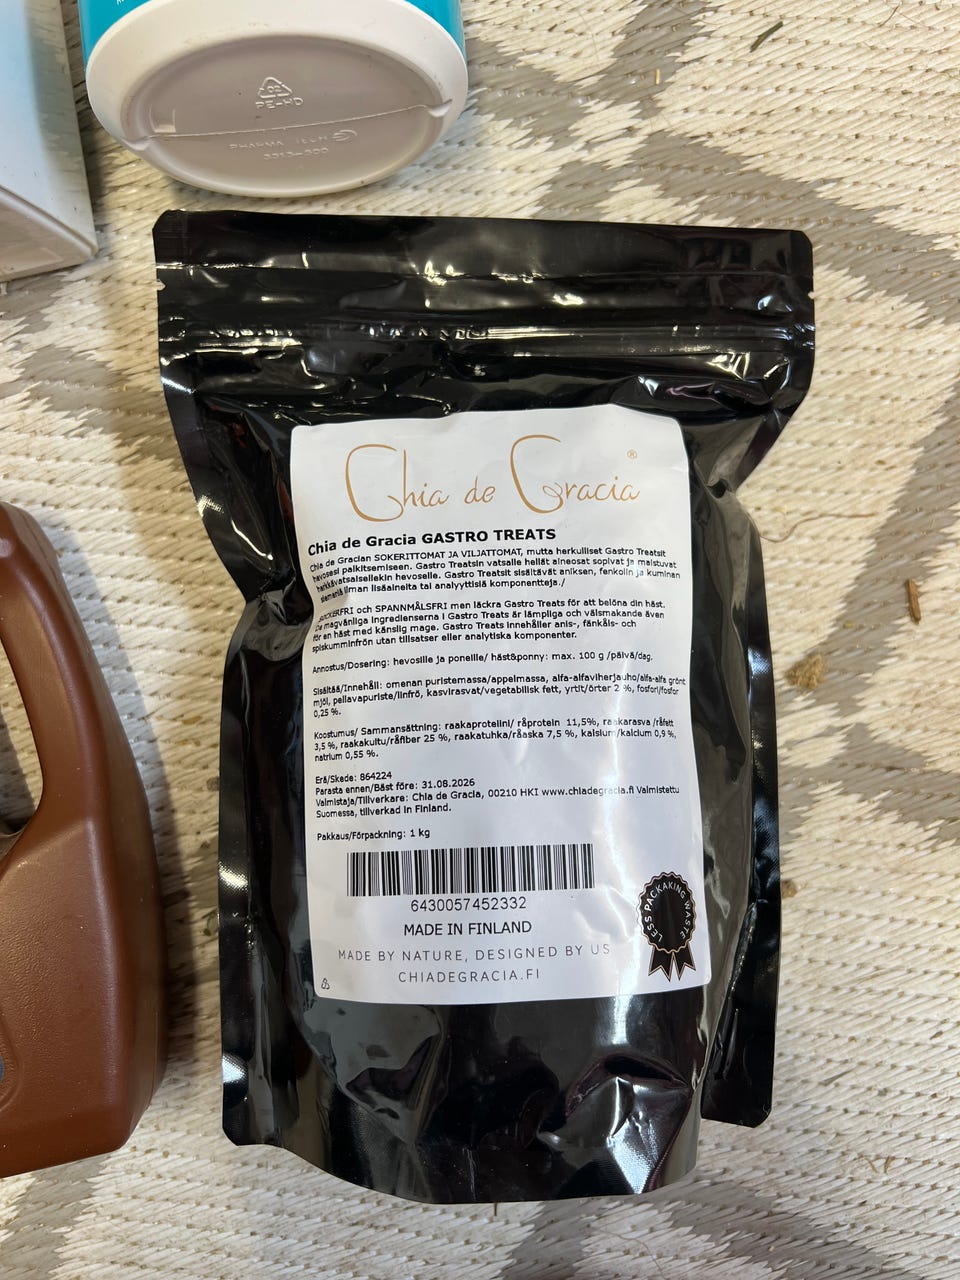 02
PE-HD
PHARMA TECH
3313-300
Chia de Gracia®
Chia de Gracia GASTRO TREATS
Chia de Gracian SOKERITTOMAT JA VILJATTOMAT, mutta herkulliset Gastro Treatsit
hevosesi palkitsemiseen. Gastro Treatsin vatsalle hellät aineosat sopivat ja maistuvat
herkkävatsaisellekin hevoselle. Gastro Treatsit sisältävät aniksen, fenkolin ja kuminan
siemeniä ilman lisäaineita tai analyyttisiä komponentteja./
SOCKERFRI och SPANNMÅLSFRI men läckra Gastro Treats för att belöna din häst.
De magvänliga ingredienserna i Gastro Treats är lämpliga och välsmakande även
för en häst med känslig mage. Gastro Treats innehåller anis-, fänkåls- och
spiskumminfrön utan tillsatser eller analytiska komponenter.
Annostus/Dosering: hevosille ja poneille/ häst&ponny: max. 100 g /päivä/dag.
Sisältää/Innehåll: omenan puristemassa/appelmassa, alfa-alfaviherjauho/alfa-alfa grönt
mjöl, pellavapuriste/linfrö, kasvirasvat/vegetabilisk fett, yrtit/örter 2 %, fosfori/fosfor
0,25 %.
Koostumus/ Sammansättning: raakaproteiini/ råprotein 11,5%, raakarasva /råfett
3,5 %, raakakuitu/råfiber 25 %, raakatuhka/råaska 7,5 %, kalsium/kalcium 0,9 %,
natrium 0,55 %.
Erä/Skede: 864224
Parasta ennen/Bäst före: 31.08.2026
Valmistaja/Tillverkare: Chia de Gracia, 00210 HKI www.chiadegracia.fi Valmistettu
Suomessa, tillverkad in Finland.
Pakkaus/Förpackning: 1 kg
6430057452332
MADE IN FINLAND
MADE BY NATURE, DESIGNED BY US
CHIADEGRACIA.FI
LESS PACKAKING WASTE